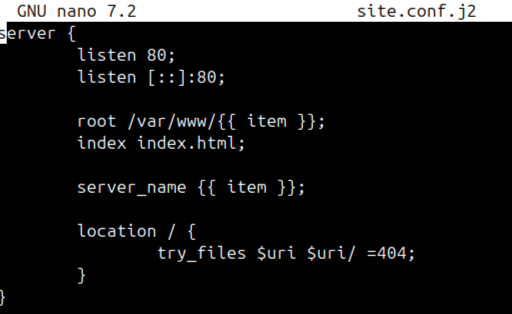 GNU nano 7.2 site.conf.j2
server {
listen 80;
listen [::]:80;
root /var/www/{{ item }};
index index.html;
server_name {{ item }};
location / {
try_files $uri $uri/ =404;
}
}